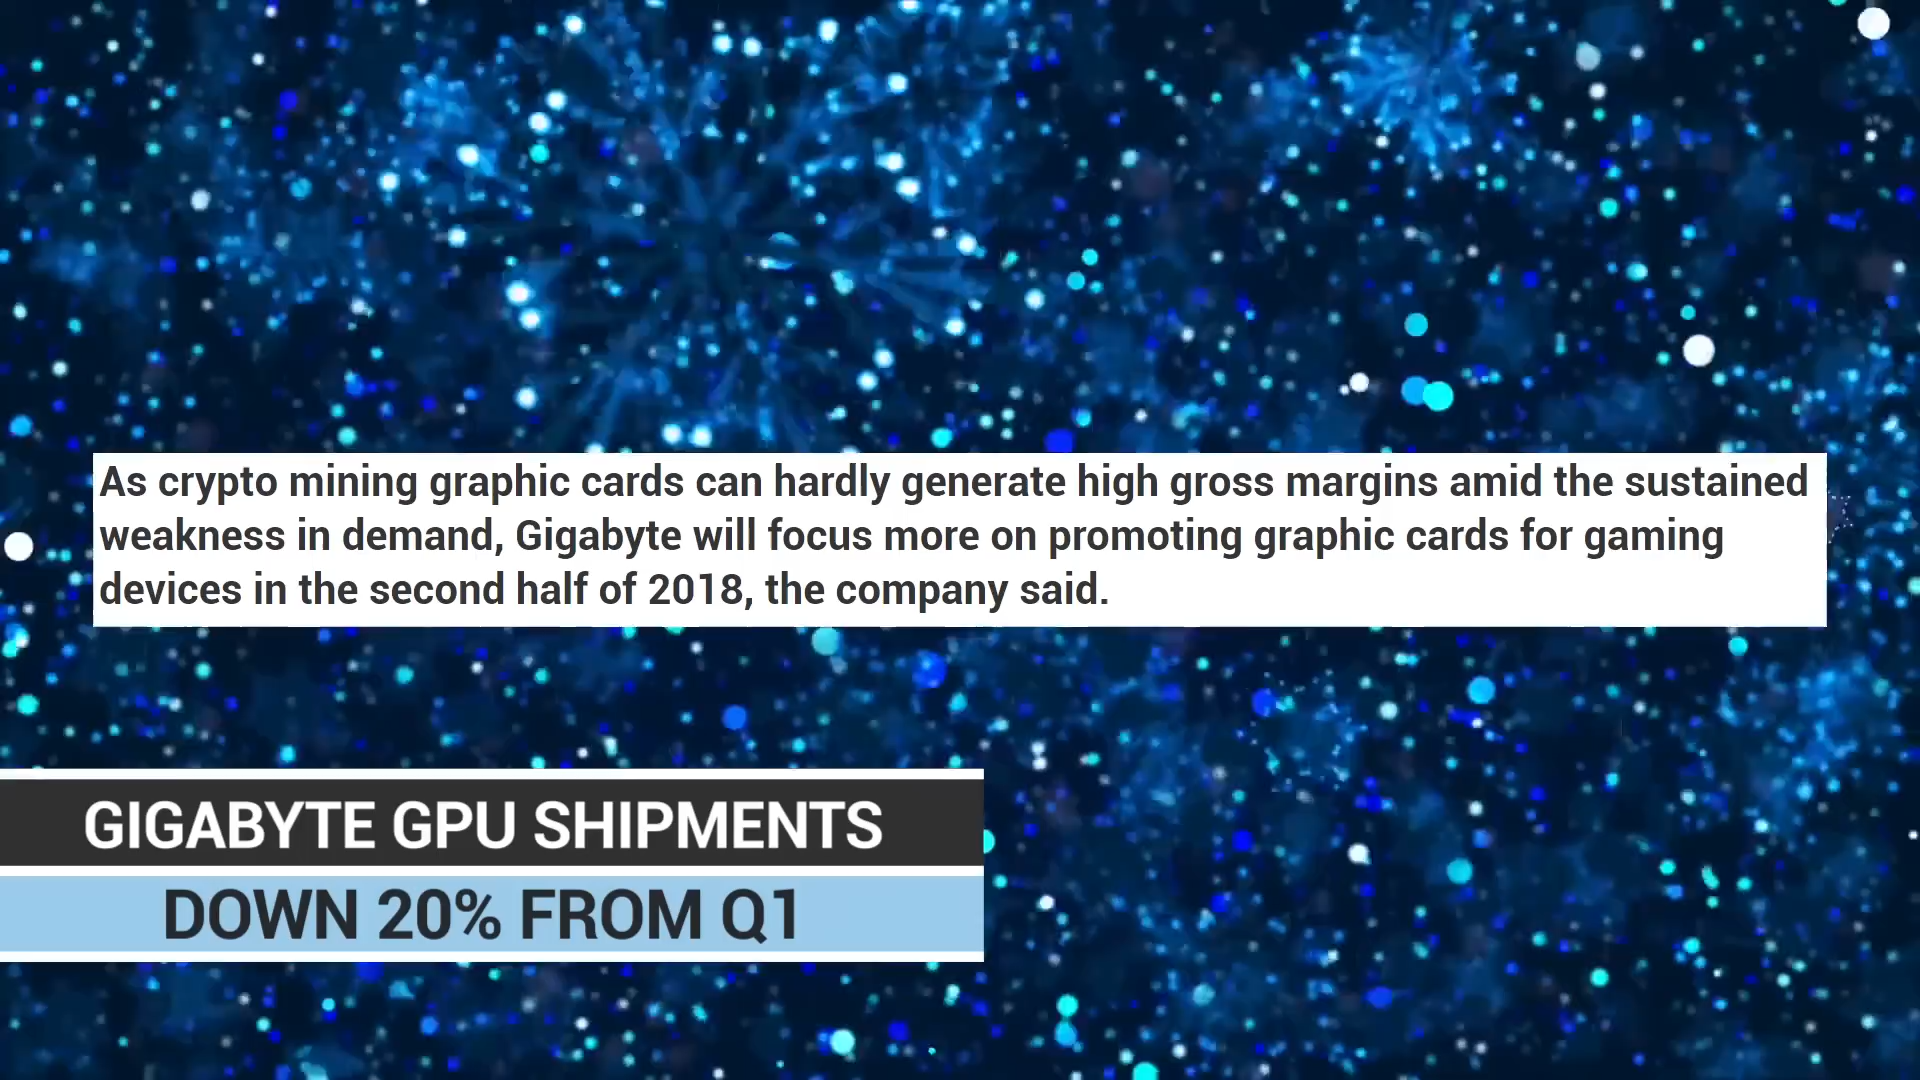 As crypto mining graphic cards can hardly generate high gross margins amid the sustained
weakness in demand, Gigabyte will focus more on promoting graphic cards for gaming
devices in the second half of 2018, the company said.
GIGABYTE GPU SHIPMENTS
DOWN 20% FROM Q1